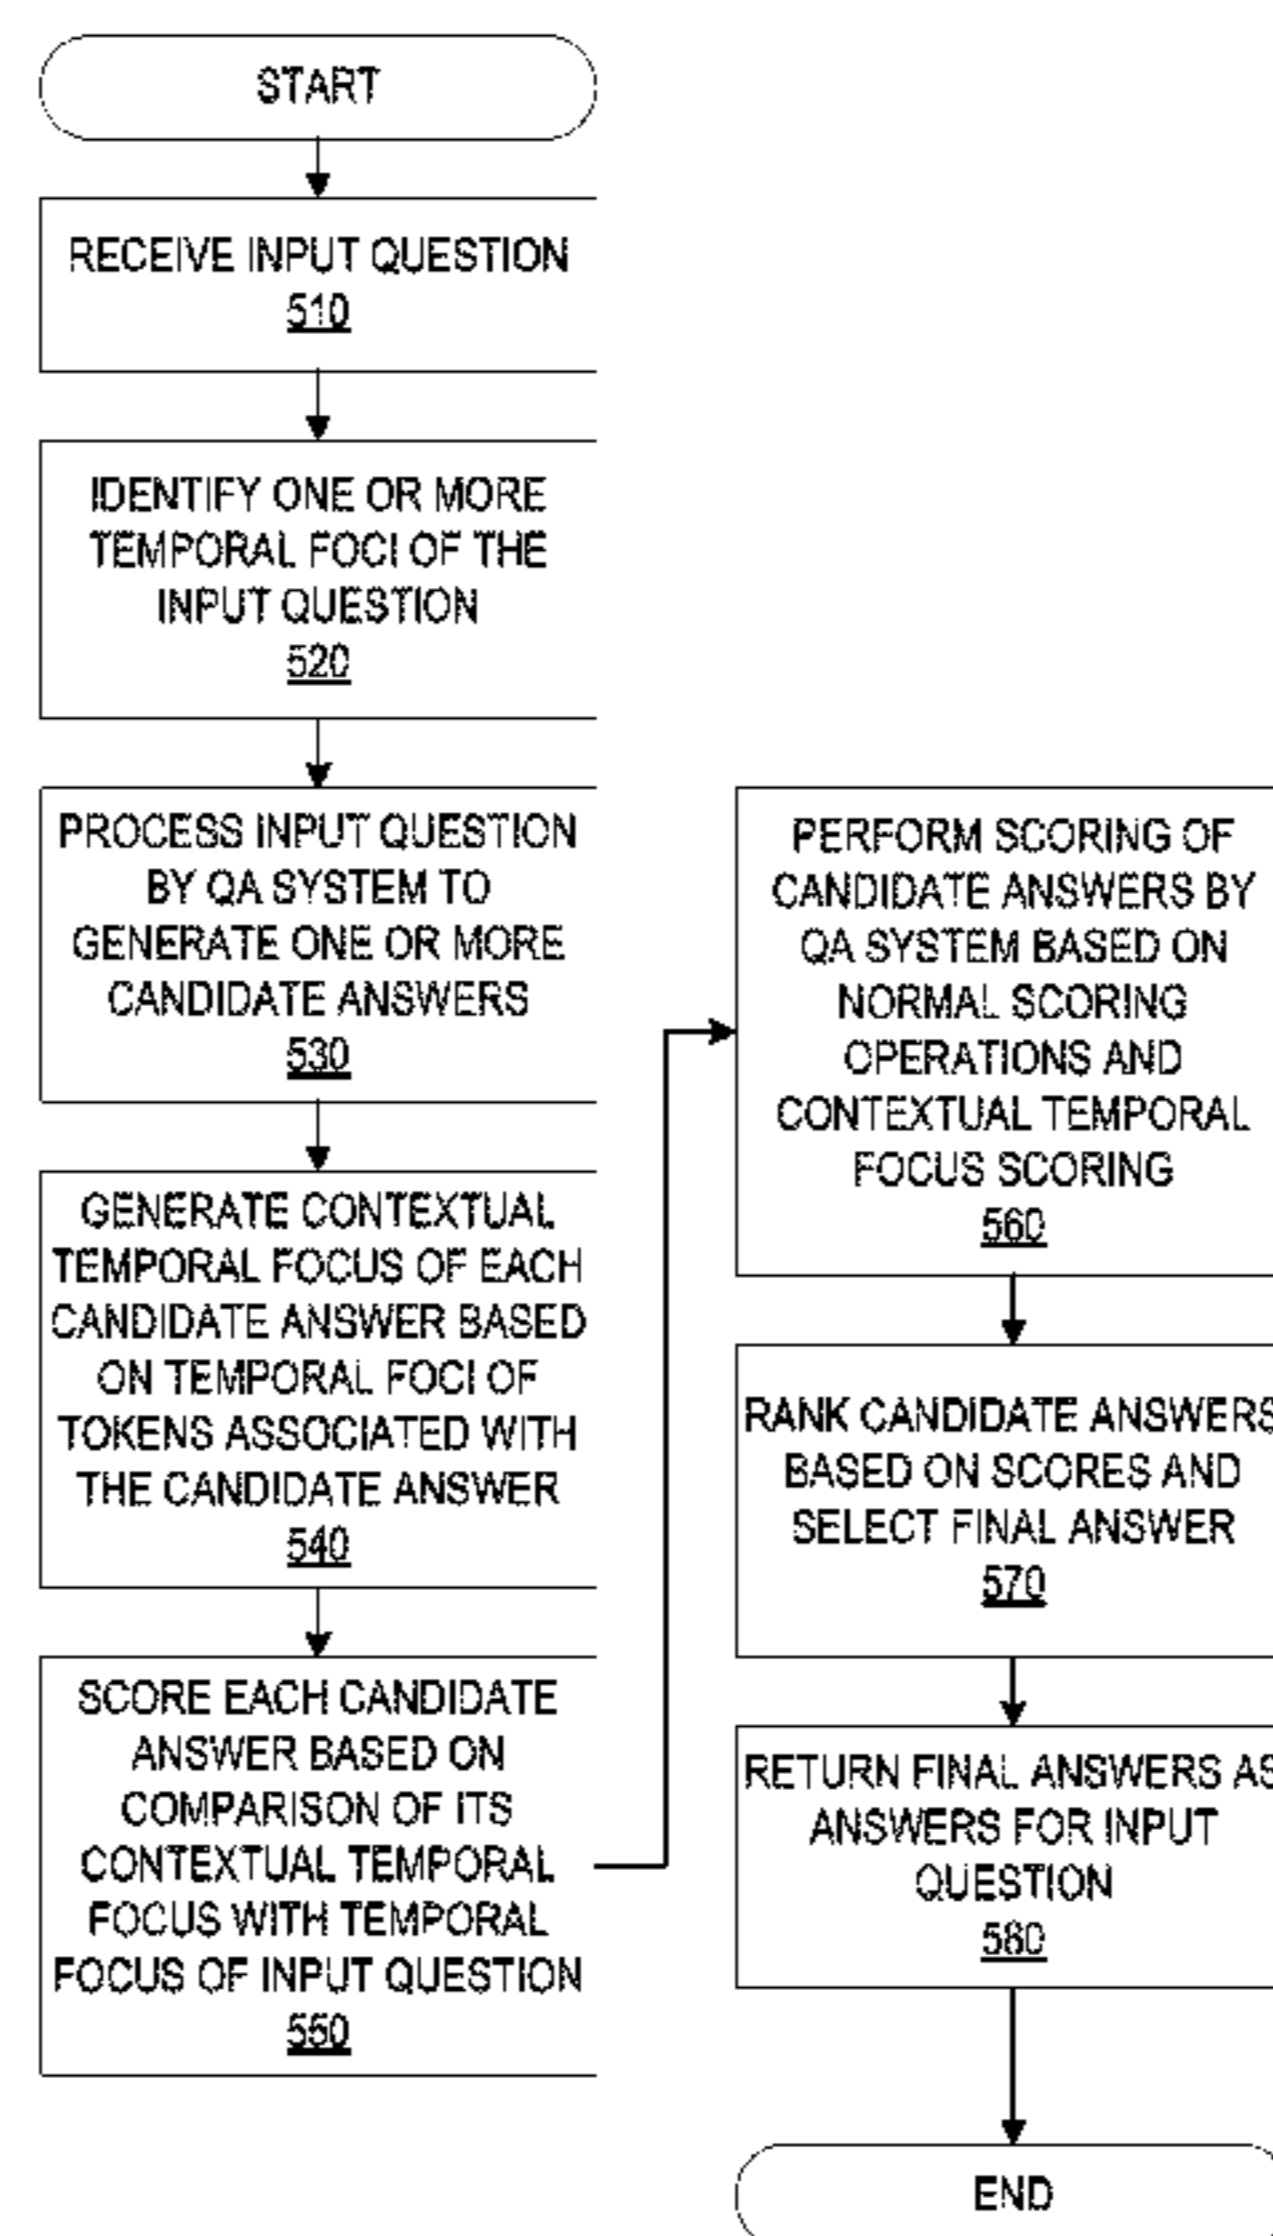 START
RECEIVE INPUT QUESTION
510
IDENTIFY ONE OR MORE
TEMPORAL FOCI OF THE
INPUT QUESTION
520
PROCESS INPUT QUESTION
BY QA SYSTEM TO
GENERATE ONE OR MORE
CANDIDATE ANSWERS
530
GENERATE CONTEXTUAL
TEMPORAL FOCUS OF EACH
CANDIDATE ANSWER BASED
ON TEMPORAL FOCI OF
TOKENS ASSOCIATED WITH
THE CANDIDATE ANSWER
540
SCORE EACH CANDIDATE
ANSWER BASED ON
COMPARISON OF ITS
CONTEXTUAL TEMPORAL
FOCUS WITH TEMPORAL
FOCUS OF INPUT QUESTION
550
PERFORM SCORING OF
CANDIDATE ANSWERS BY
QA SYSTEM BASED ON
NORMAL SCORING
OPERATIONS AND
CONTEXTUAL TEMPORAL
FOCUS SCORING
560
RANK CANDIDATE ANSWERS
BASED ON SCORES AND
SELECT FINAL ANSWER
570
RETURN FINAL ANSWERS AS
ANSWERS FOR INPUT
QUESTION
580
END